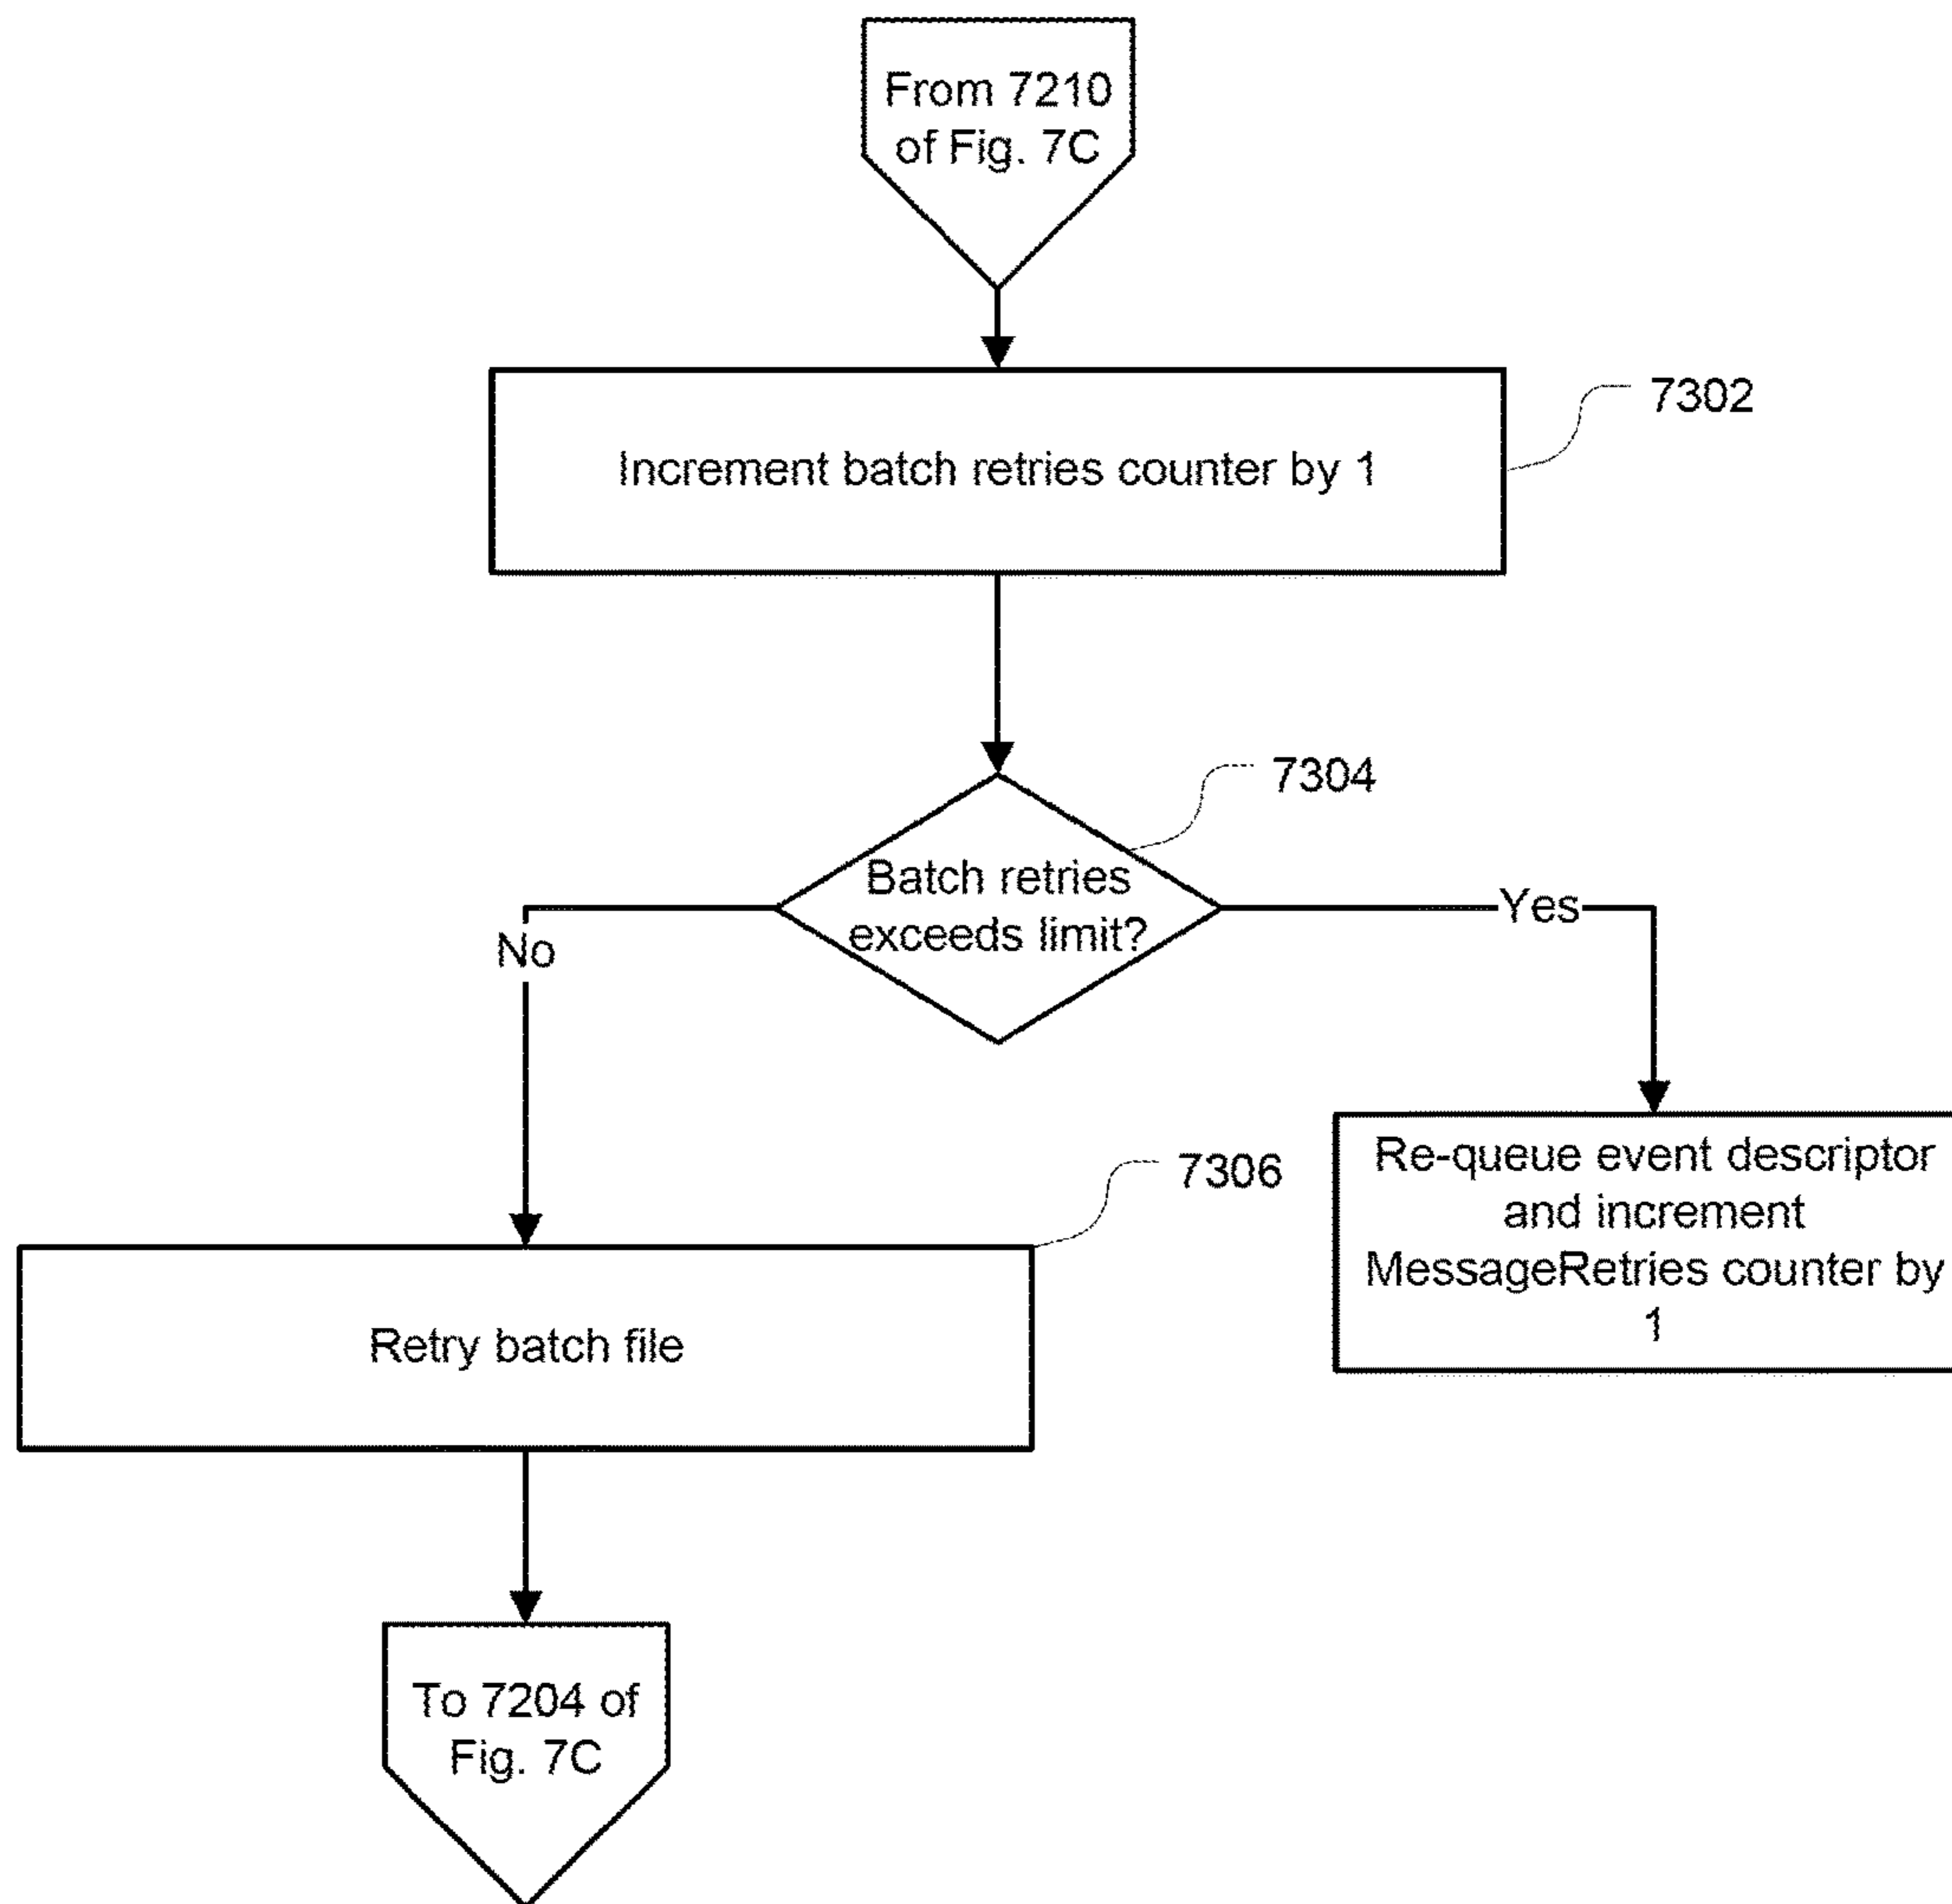 From 7210
of Fig. 7C
Increment batch retries counter by 1
7302
7304
Batch retries
exceeds limit?
No
Yes
Re-queue event descriptor
and increment
MessageRetries counter by
1
7306
Retry batch file
To 7204 of
Fig. 7C